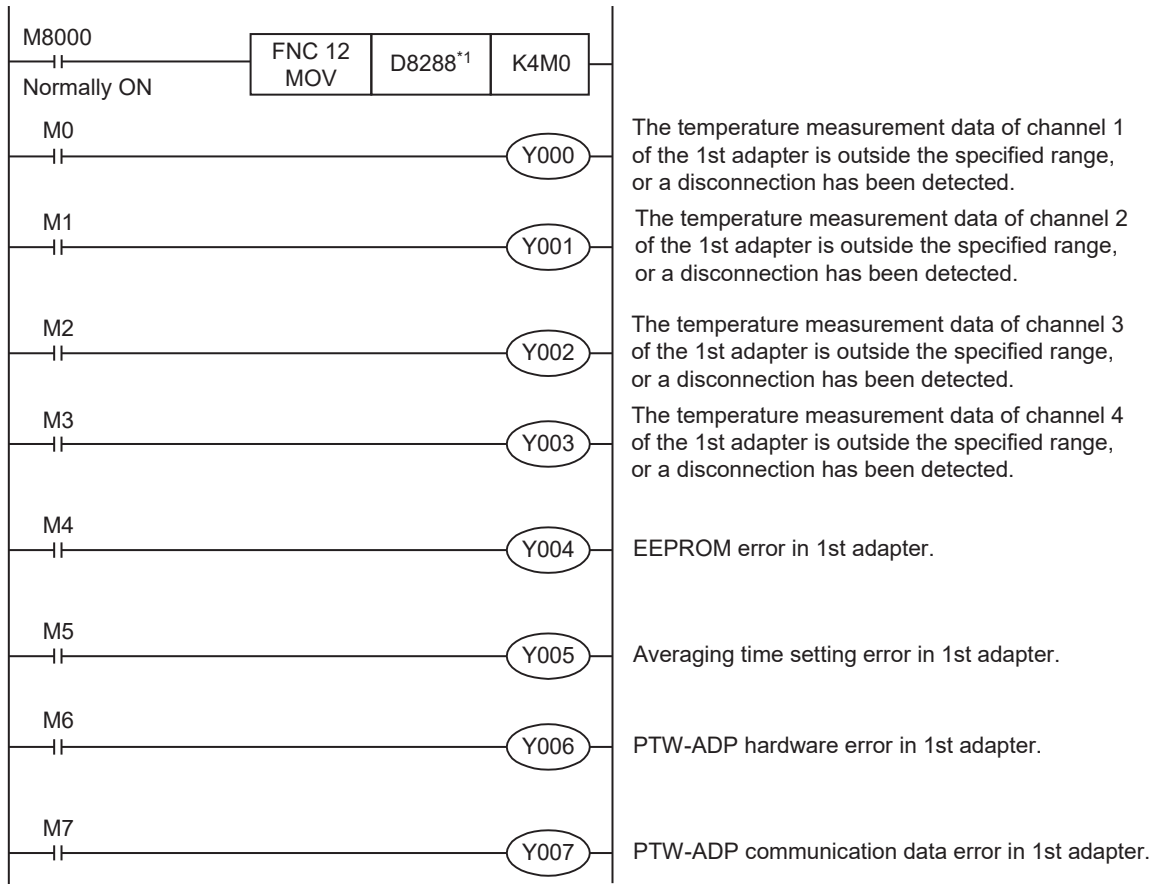 M8000
FNC 12
MOV
D8288*1
K4M0
Normally ON
M0
Y000
The temperature measurement data of channel 1
of the 1st adapter is outside the specified range,
or a disconnection has been detected.
M1
Y001
The temperature measurement data of channel 2
of the 1st adapter is outside the specified range,
or a disconnection has been detected.
M2
Y002
The temperature measurement data of channel 3
of the 1st adapter is outside the specified range,
or a disconnection has been detected.
M3
Y003
The temperature measurement data of channel 4
of the 1st adapter is outside the specified range,
or a disconnection has been detected.
M4
Y004
EEPROM error in 1st adapter.
M5
Y005
Averaging time setting error in 1st adapter.
M6
Y006
PTW-ADP hardware error in 1st adapter.
M7
Y007
PTW-ADP communication data error in 1st adapter.